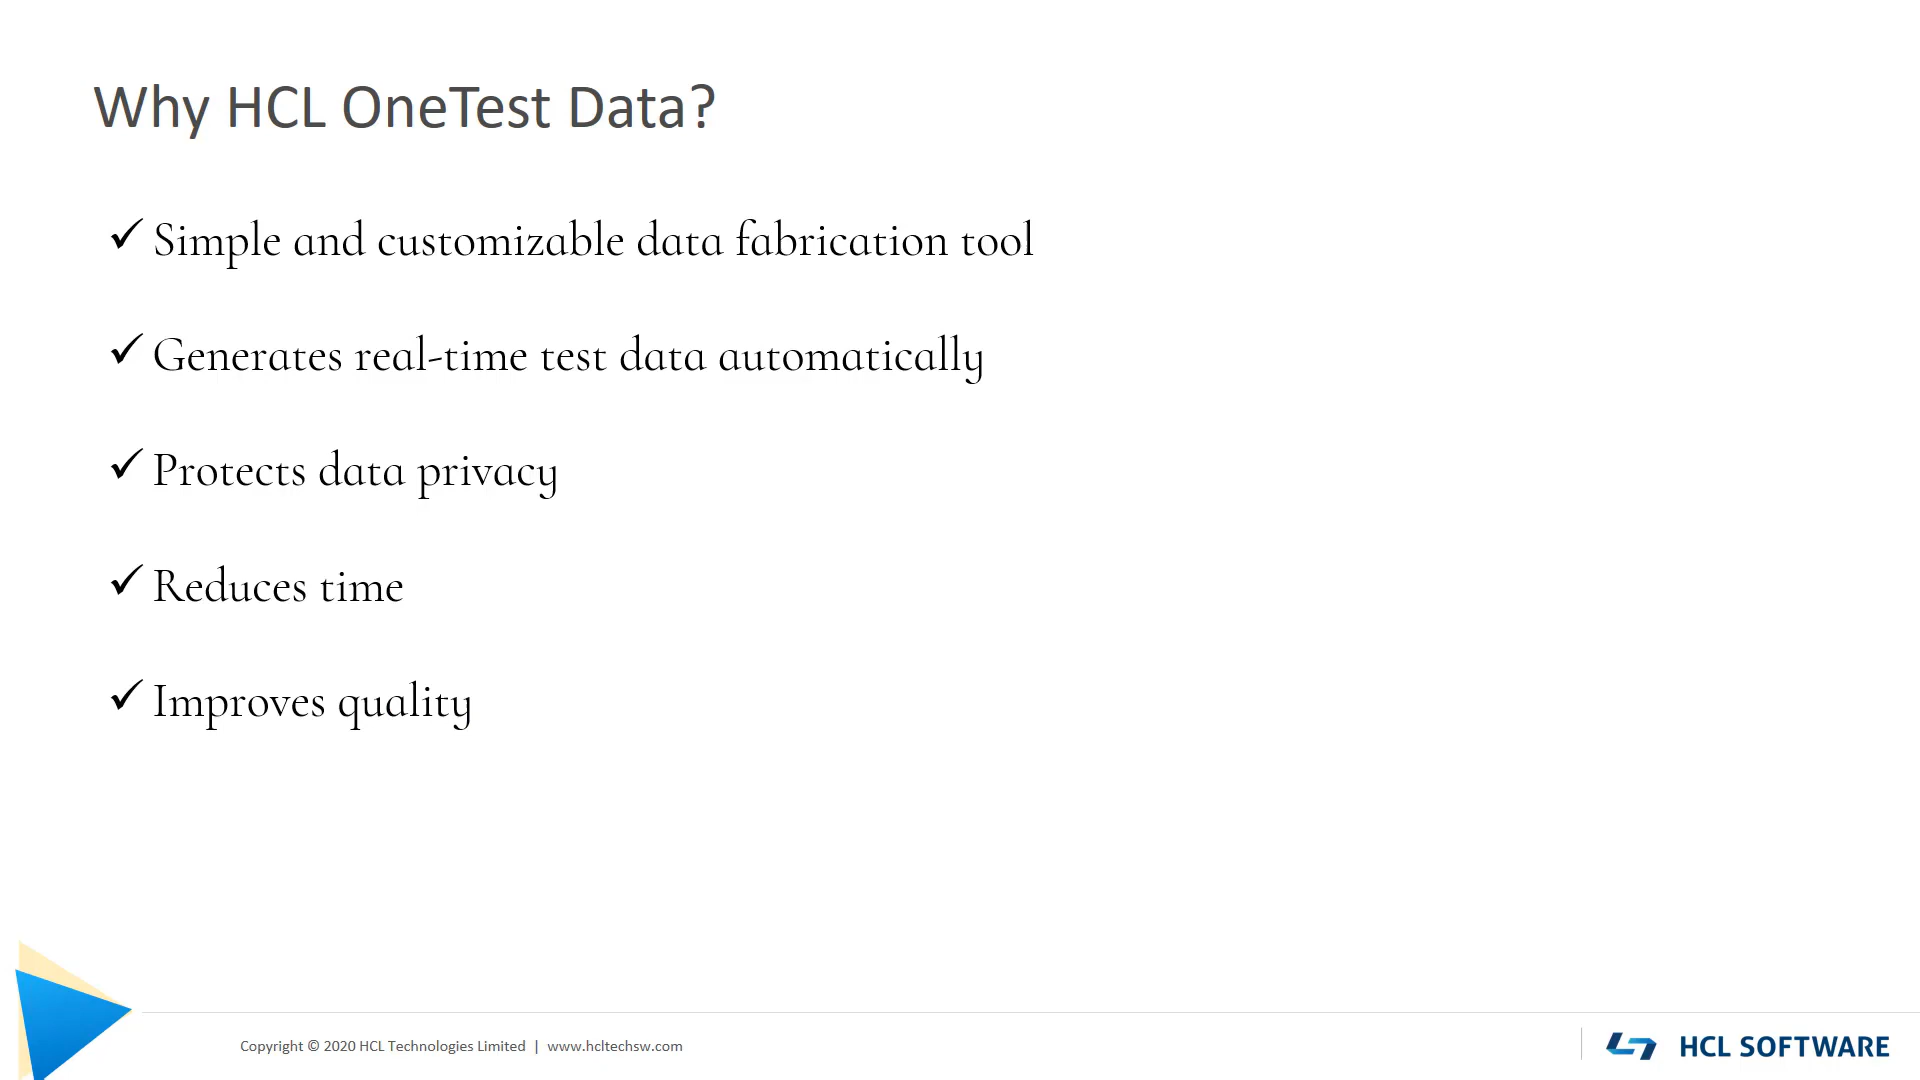 Why HCL OneTest Data?
✓ Simple and customizable data fabrication tool
✓ Generates real-time test data automatically
✓ Protects data privacy
✓ Reduces time
✓ Improves quality
Copyright © 2020 HCL Technologies Limited | www.hcltechsw.com
HCL SOFTWARE